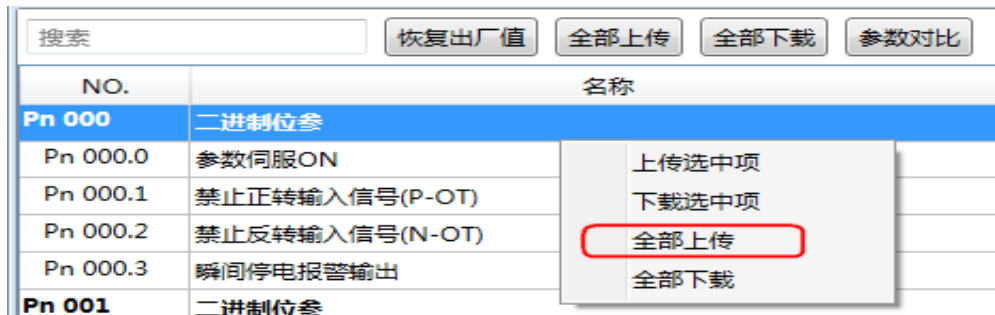 搜索 恢复出厂值 全部上传 全部下载 参数对比
NO. 名称
Pn 000 二进制位参
Pn 000.0 参数伺服ON
Pn 000.1 禁止正转输入信号(P-OT)
Pn 000.2 禁止反转输入信号(N-OT)
Pn 000.3 瞬间停电报警输出
Pn 001 二进制位参
上传选中项
下载选中项
全部上传
全部下载